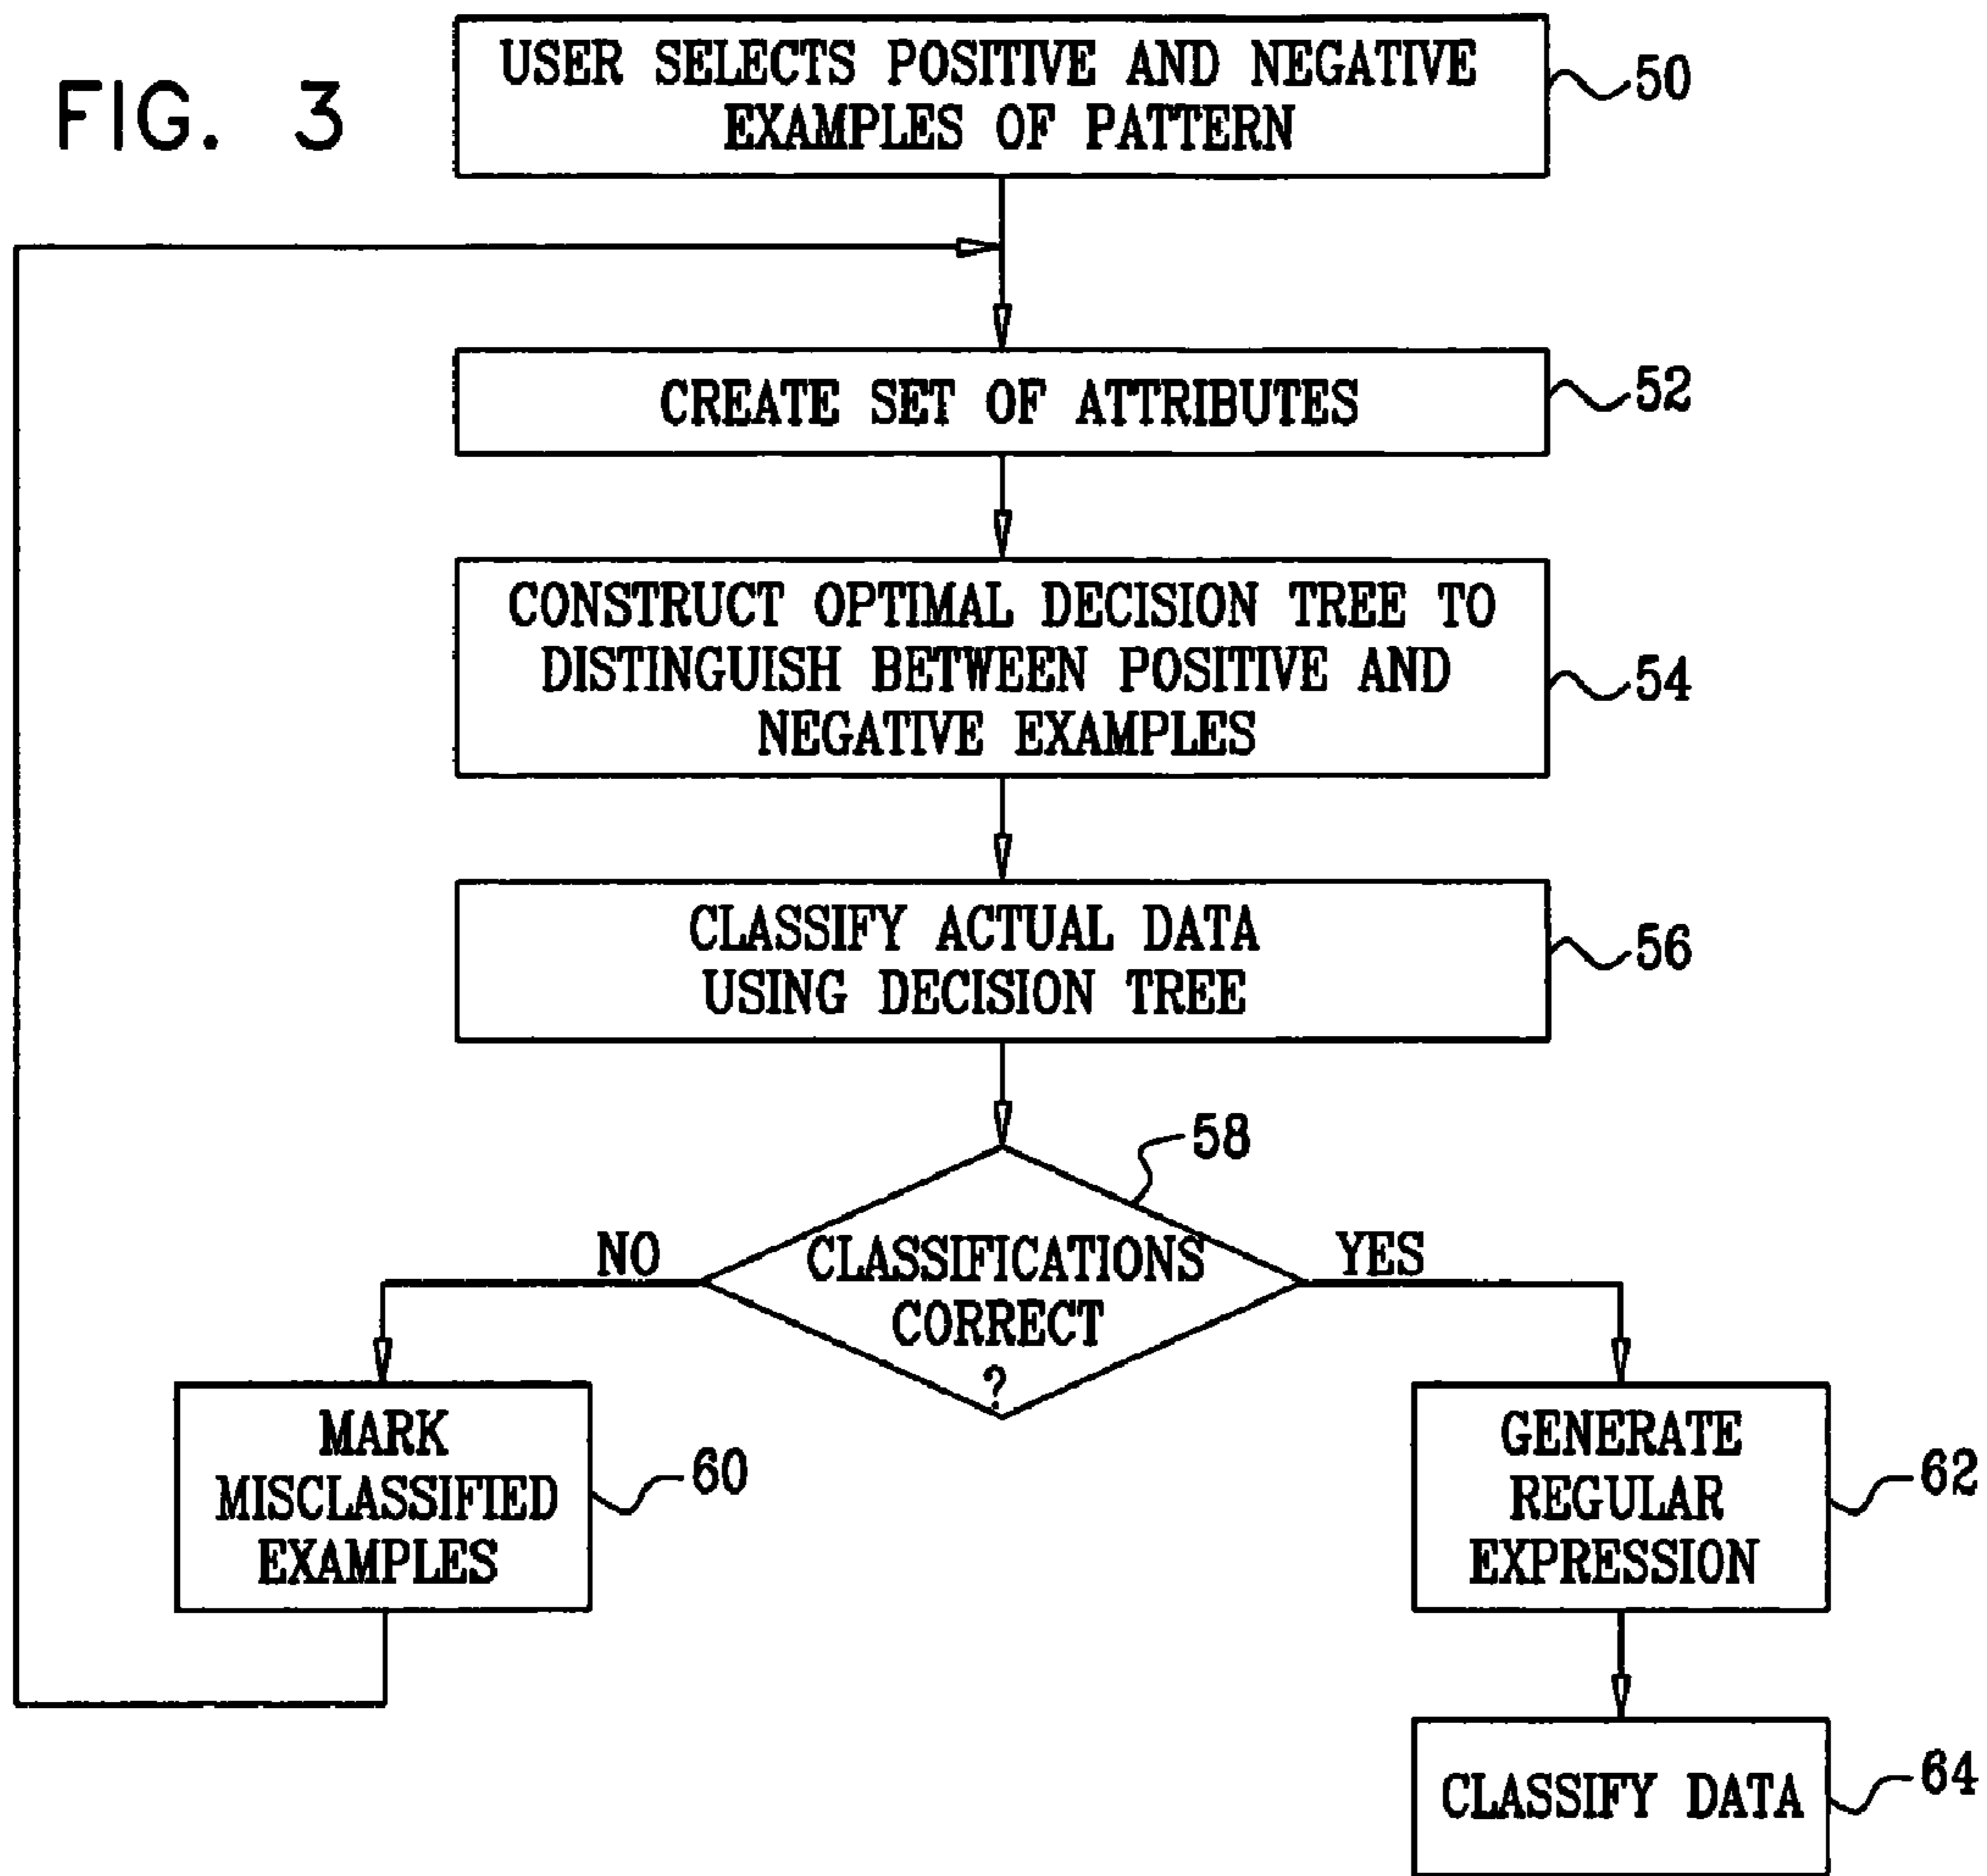 FIG. 3
USER SELECTS POSITIVE AND NEGATIVE
EXAMPLES OF PATTERN
50
CREATE SET OF ATTRIBUTES
52
CONSTRUCT OPTIMAL DECISION TREE TO
DISTINGUISH BETWEEN POSITIVE AND
NEGATIVE EXAMPLES
54
CLASSIFY ACTUAL DATA
USING DECISION TREE
56
58
NO
CLASSIFICATIONS
CORRECT
?
YES
MARK
MISCLASSIFIED
EXAMPLES
60
GENERATE
REGULAR
EXPRESSION
62
CLASSIFY DATA
64